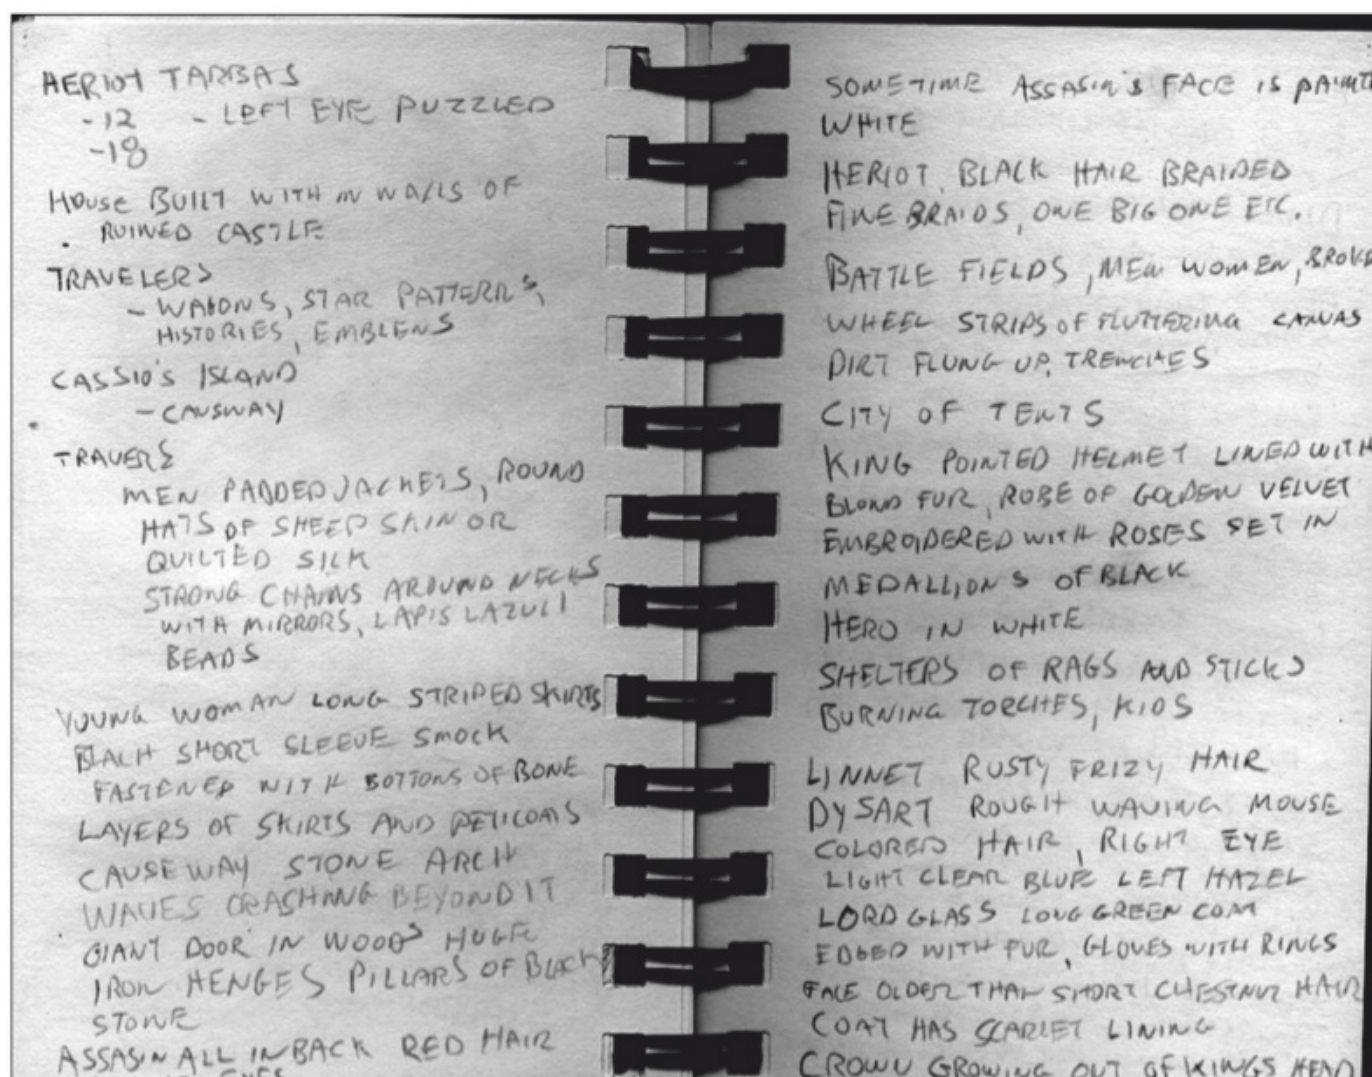 HERIOT TARBAS
-12 - LEFT EYE PUZZLED
-18
HOUSE BUILT WITH IN WALLS OF
RUINED CASTLE
TRAVELERS
- WAGONS, STAR PATTERNS,
HISTORIES, EMBLENS
CASSIO'S ISLAND
- CAUSWAY
TRAVERS
MEN PADDED JACKETS, ROUND
HATS OF SHEEP SKIN OR
QUILTED SILK
STRONG CHAINS AROUND NECKS
WITH MIRRORS, LAPIS LAZULI
BEADS
YOUNG WOMAN LONG STRIPED SKIRTS
BLACH SHORT SLEEVE SMOCK
FASTENED WITH BOTTONS OF BONE
LAYERS OF SKIRTS AND PETICOATS
CAUSEWAY STONE ARCH
WAVES CRASHING BEYOND IT
GIANT DOOR IN WOODS HUGE
IRON HENGES PILLARS OF BLACK
STONE
ASSASIN ALL IN BACK RED HAIR
EYES
SOMETIME ASSASIN'S FACE IS PAINTE
WHITE
HERIOT, BLACK HAIR BRAIDED
FINE BRAIDS, ONE BIG ONE ETC.
BATTLE FIELDS, MEN WOMEN, BROKE
WHEEL STRIPS OF FLUTTERING CANVAS
DIRT FLUNG UP, TRENCHES
CITY OF TENTS
KING POINTED HELMET LINED WITH
BLOND FUR, ROBE OF GOLDEN VELVET
EMBROIDERED WITH ROSES SET IN
MEDALLIONS OF BLACK
HERO IN WHITE
SHELTERS OF RAGS AND STICKS
BURNING TORCHES, KIDS
LINNET RUSTY FRIZY HAIR
DYSART ROUGH WAVING MOUSE
COLORED HAIR, RIGHT EYE
LIGHT CLEAR BLUE LEFT HAZEL
LORD GLASS LONG GREEN COAT
EDGED WITH FUR, GLOVES WITH RINGS
FACE OLDER THAN SHORT CHESTNUT HAIR
COAT HAS SCARLET LINING
CROWN GROWING OUT OF KINGS HEAD